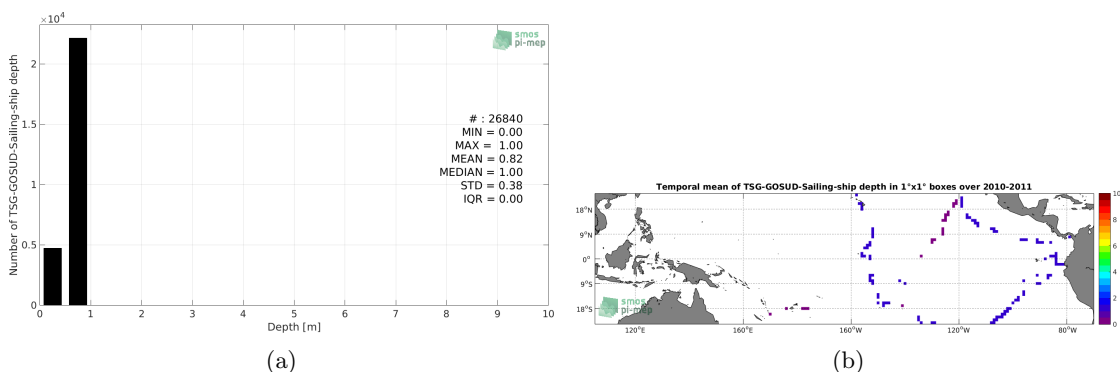 ×10⁴
2
1.5
1
0.5
0
Number of TSG-GOSUD-Sailing-ship depth
0 1 2 3 4 5 6 7 8 9 10
Depth [m]
smos
pi-mep
# : 26840
MIN = 0.00
MAX = 1.00
MEAN = 0.82
MEDIAN = 1.00
STD = 0.38
IQR = 0.00
(a)
Temporal mean of TSG-GOSUD-Sailing-ship depth in 1°x1° boxes over 2010-2011
18°N
9°N
0°
9°S
18°S
120°E 160°E 160°W 120°W 80°W
smos
pi-mep
10
8
6
4
2
0
(b)